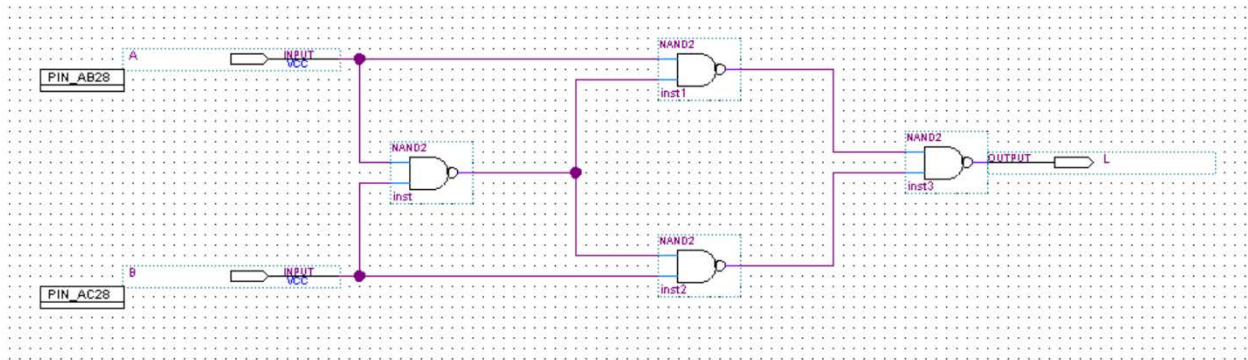 NAND2
A
INPUT
VCC
PIN_AB28
inst1
NAND2
NAND2
OUTPUT
L
inst
inst3
NAND2
B
INPUT
VCC
PIN_AC28
inst2